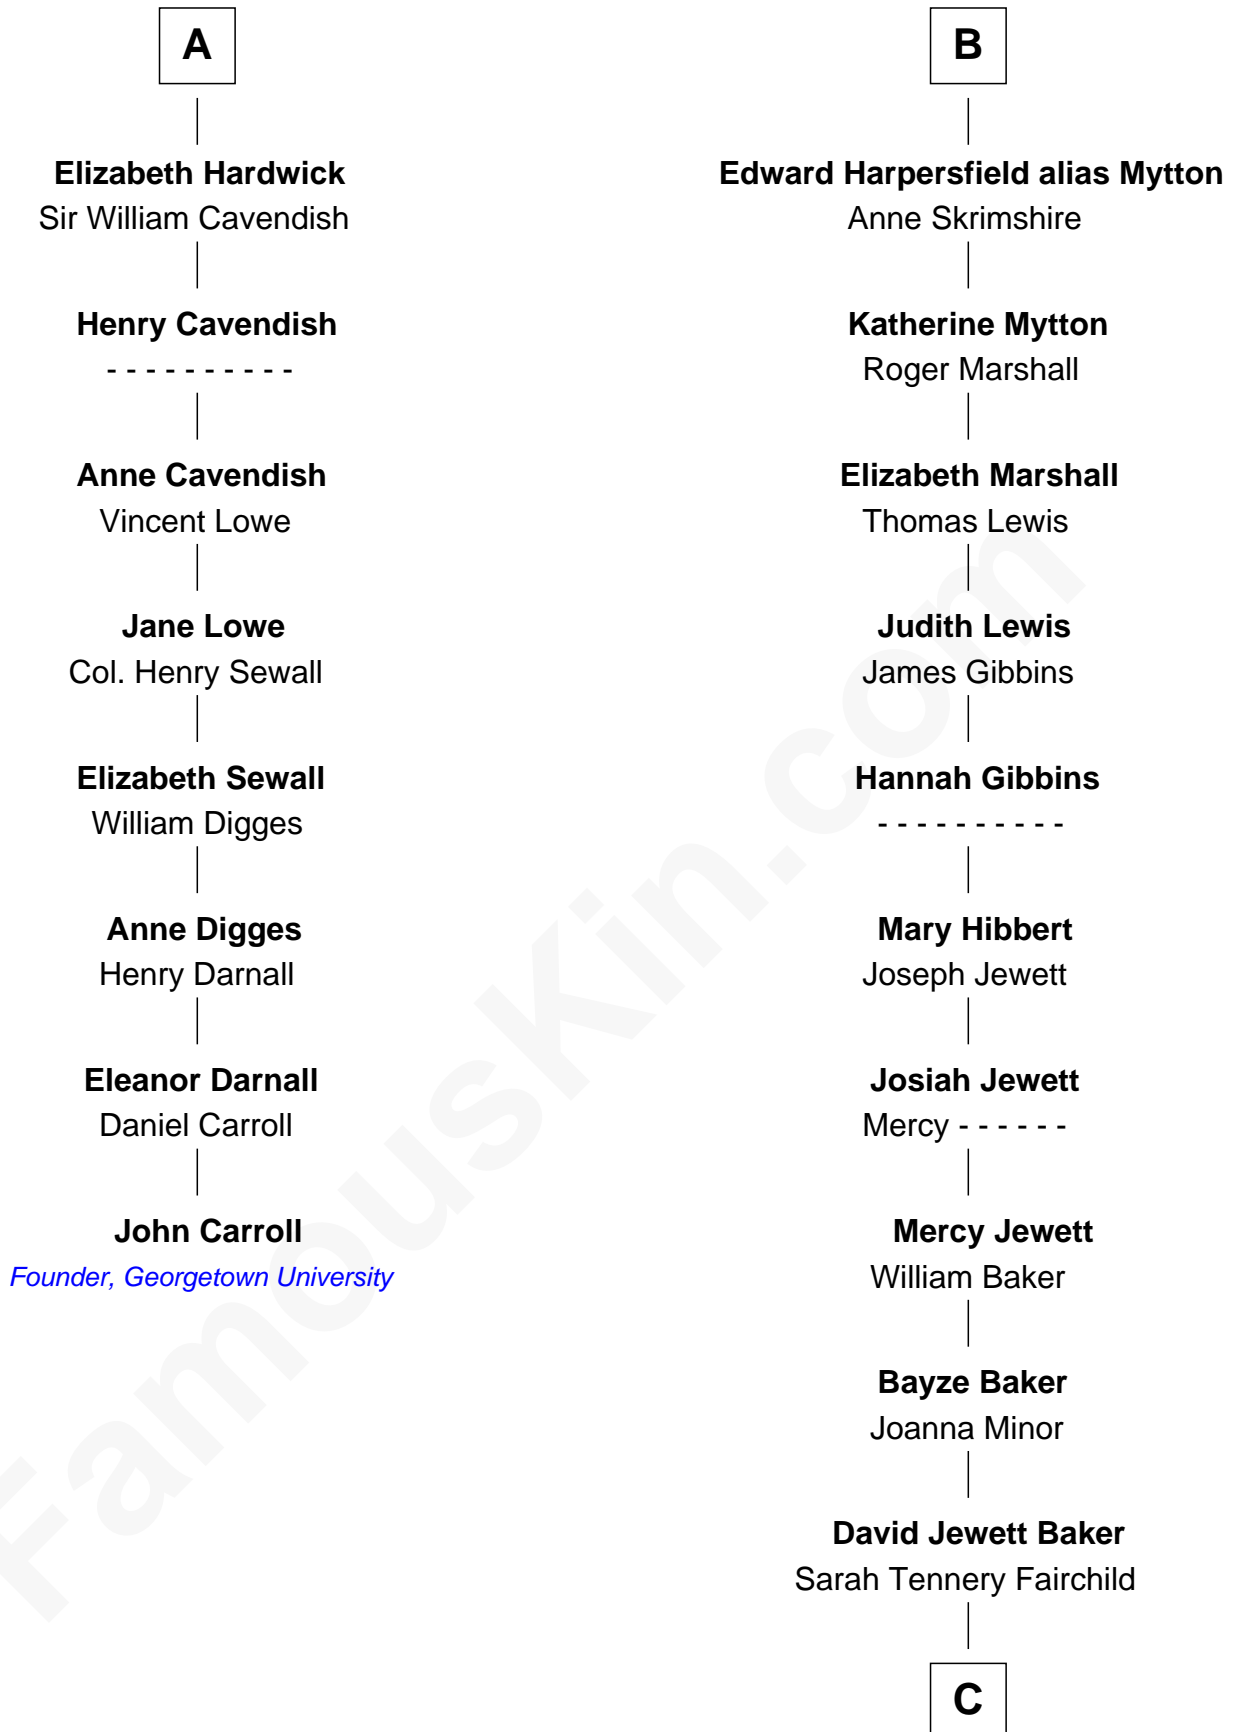 A
Elizabeth Hardwick
Sir William Cavendish
Henry Cavendish
- - - - - - - - - -
Anne Cavendish
Vincent Lowe
Jane Lowe
Col. Henry Sewall
Elizabeth Sewall
William Digges
Anne Digges
Henry Darnall
Eleanor Darnall
Daniel Carroll
John Carroll
Founder, Georgetown University
B
Edward Harpersfield alias Mytton
Anne Skrimshire
Katherine Mytton
Roger Marshall
Elizabeth Marshall
Thomas Lewis
Judith Lewis
James Gibbins
Hannah Gibbins
- - - - - - - - - -
Mary Hibbert
Joseph Jewett
Josiah Jewett
Mercy - - - - - -
Mercy Jewett
William Baker
Bayze Baker
Joanna Minor
David Jewett Baker
Sarah Tennery Fairchild
C
FamousKin.com